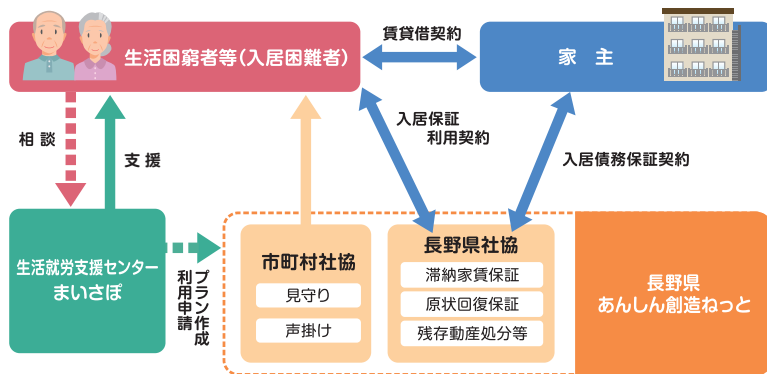 生活困窮者等(入居困難者)
賃貸借契約
家 主
相 談
支 援
入居保証
利用契約
入居債務保証契約
生活就労支援センター
まいさぽ
プラン作成
利用申請
市町村社協
見守り
声掛け
長野県社協
滞納家賃保証
原状回復保証
残存動産処分等
長野県
あんしん創造ねっと